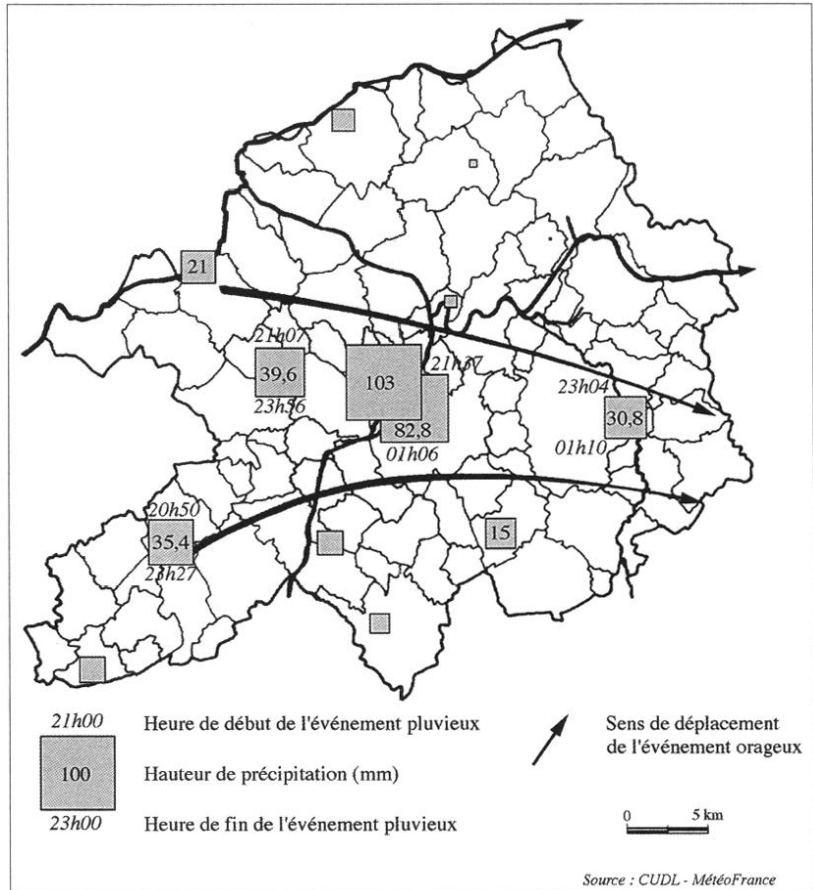 21
21h07
39,6
23h56
103
21h37
82,8
01h06
23h04
30,8
01h10
20h50
35,4
23h27
15
21h00
Heure de début de l'événement pluvieux
100
Hauteur de précipitation (mm)
23h00
Heure de fin de l'événement pluvieux
Sens de déplacement
de l'événement orageux
0 5 km
Source : CUDL - MétéoFrance